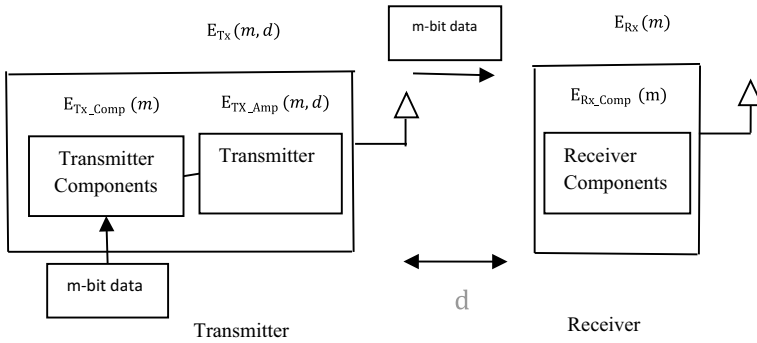 E_Tx(m, d)
m-bit data
E_Rx(m)
E_Tx_Comp(m)
E_TX_Amp(m, d)
E_Rx_Comp (m)
Transmitter
Components
Transmitter
Receiver
Components
m-bit data
d
Transmitter
Receiver